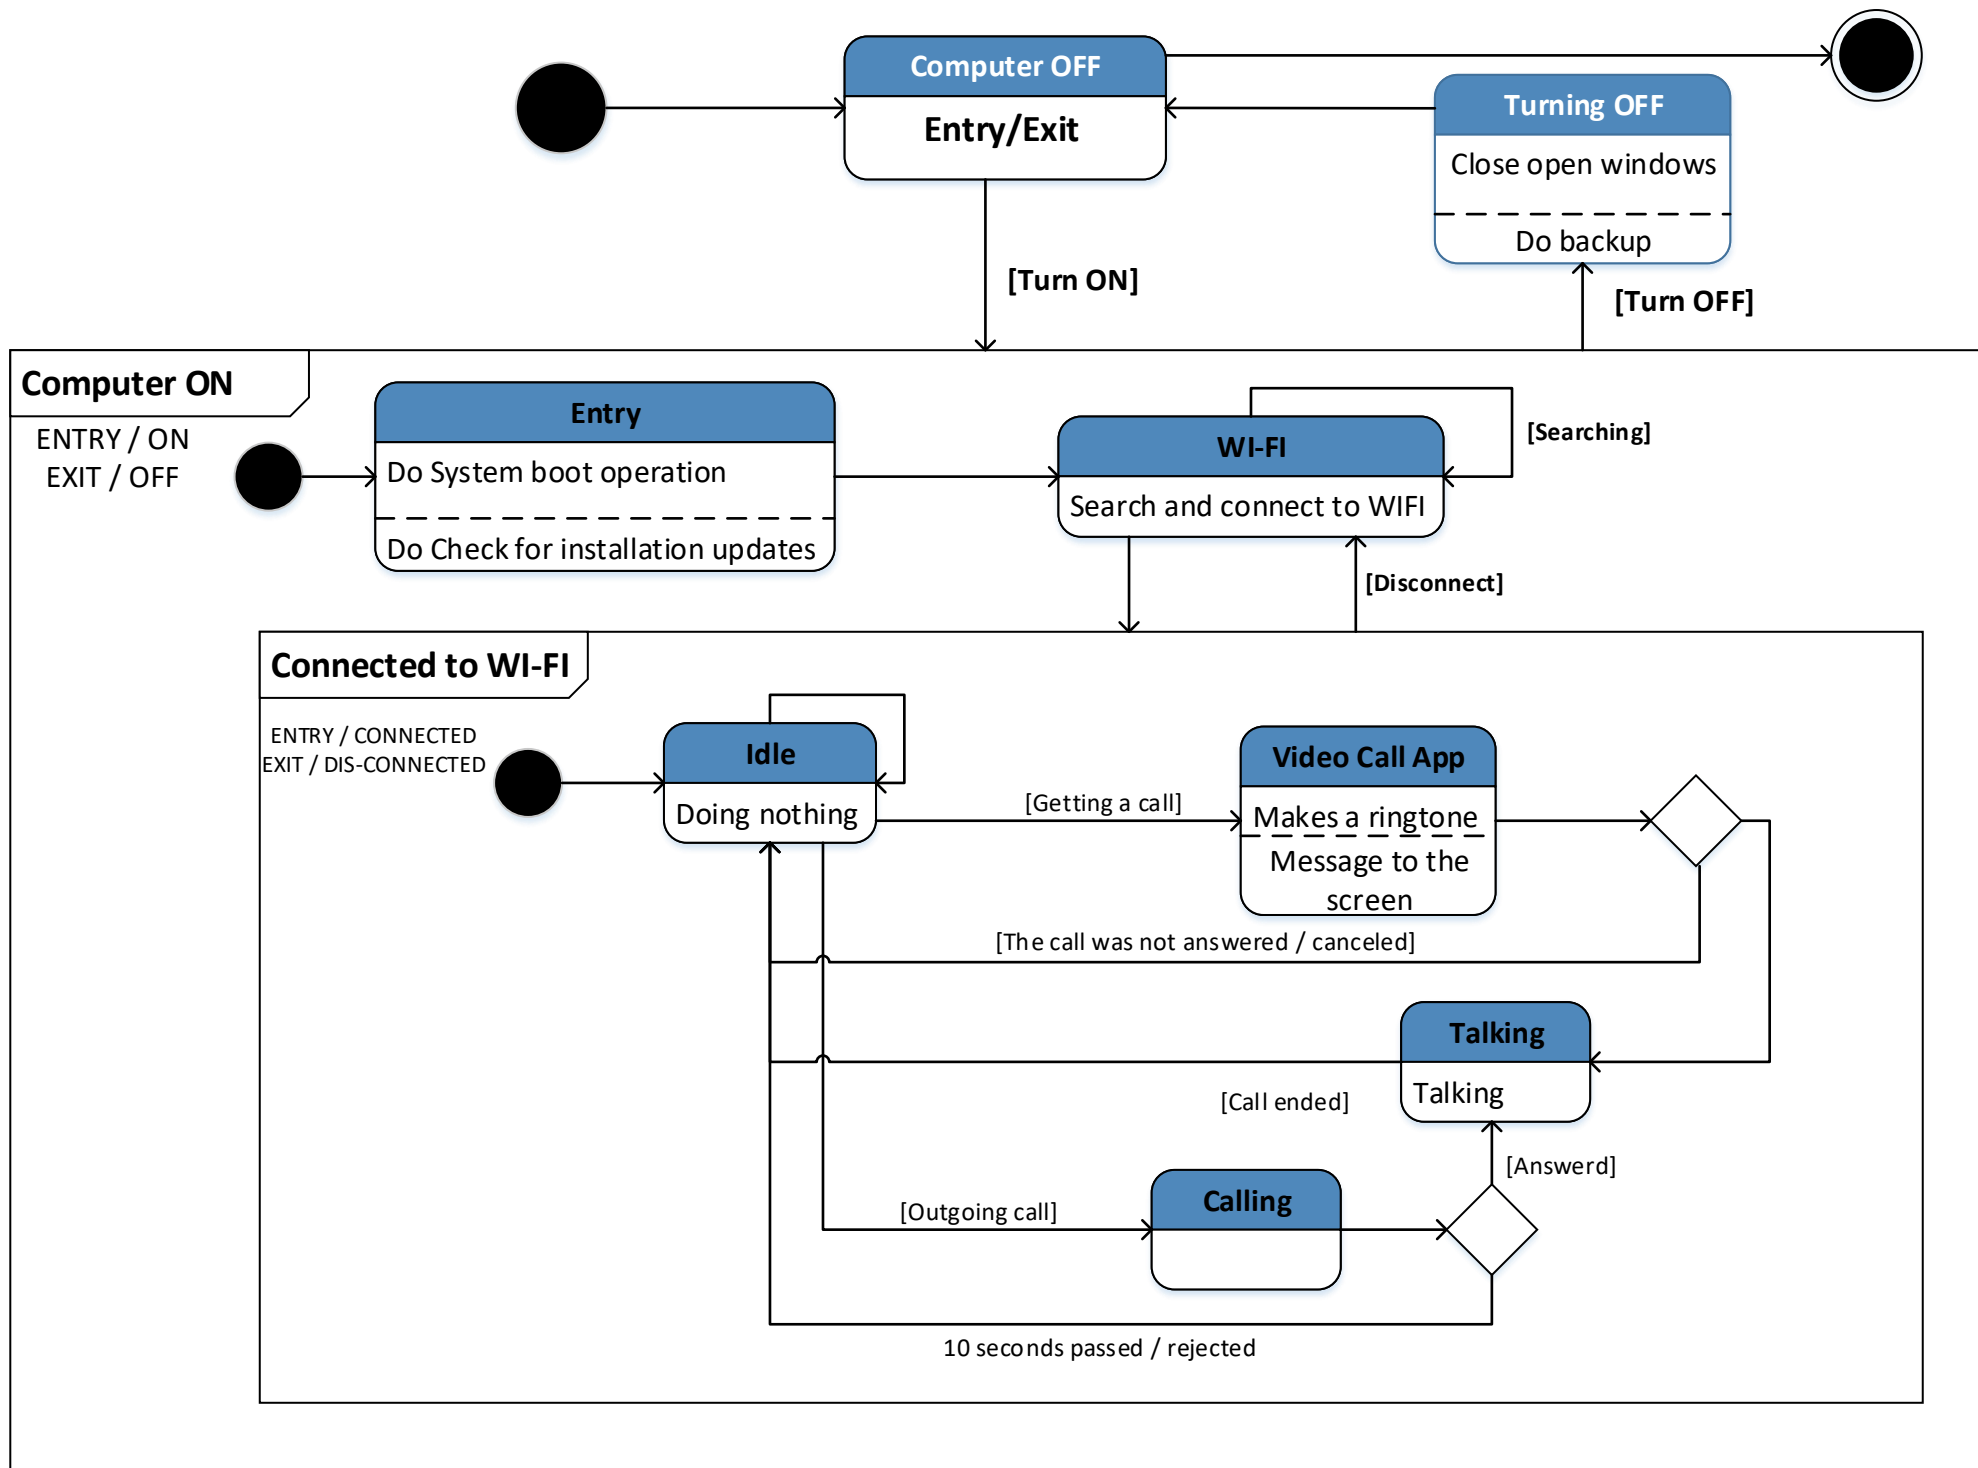 Computer OFF
Entry/Exit
Turning OFF
Close open windows
Do backup
[Turn ON]
[Turn OFF]
Computer ON
ENTRY / ON
EXIT / OFF
Entry
Do System boot operation
Do Check for installation updates
WI-FI
Search and connect to WIFI
[Searching]
[Disconnect]
Connected to WI-FI
ENTRY / CONNECTED
EXIT / DIS-CONNECTED
Idle
Doing nothing
[Getting a call]
Video Call App
Makes a ringtone
Message to the
screen
[The call was not answered / canceled]
Talking
Talking
[Call ended]
[Answerd]
Calling
[Outgoing call]
10 seconds passed / rejected